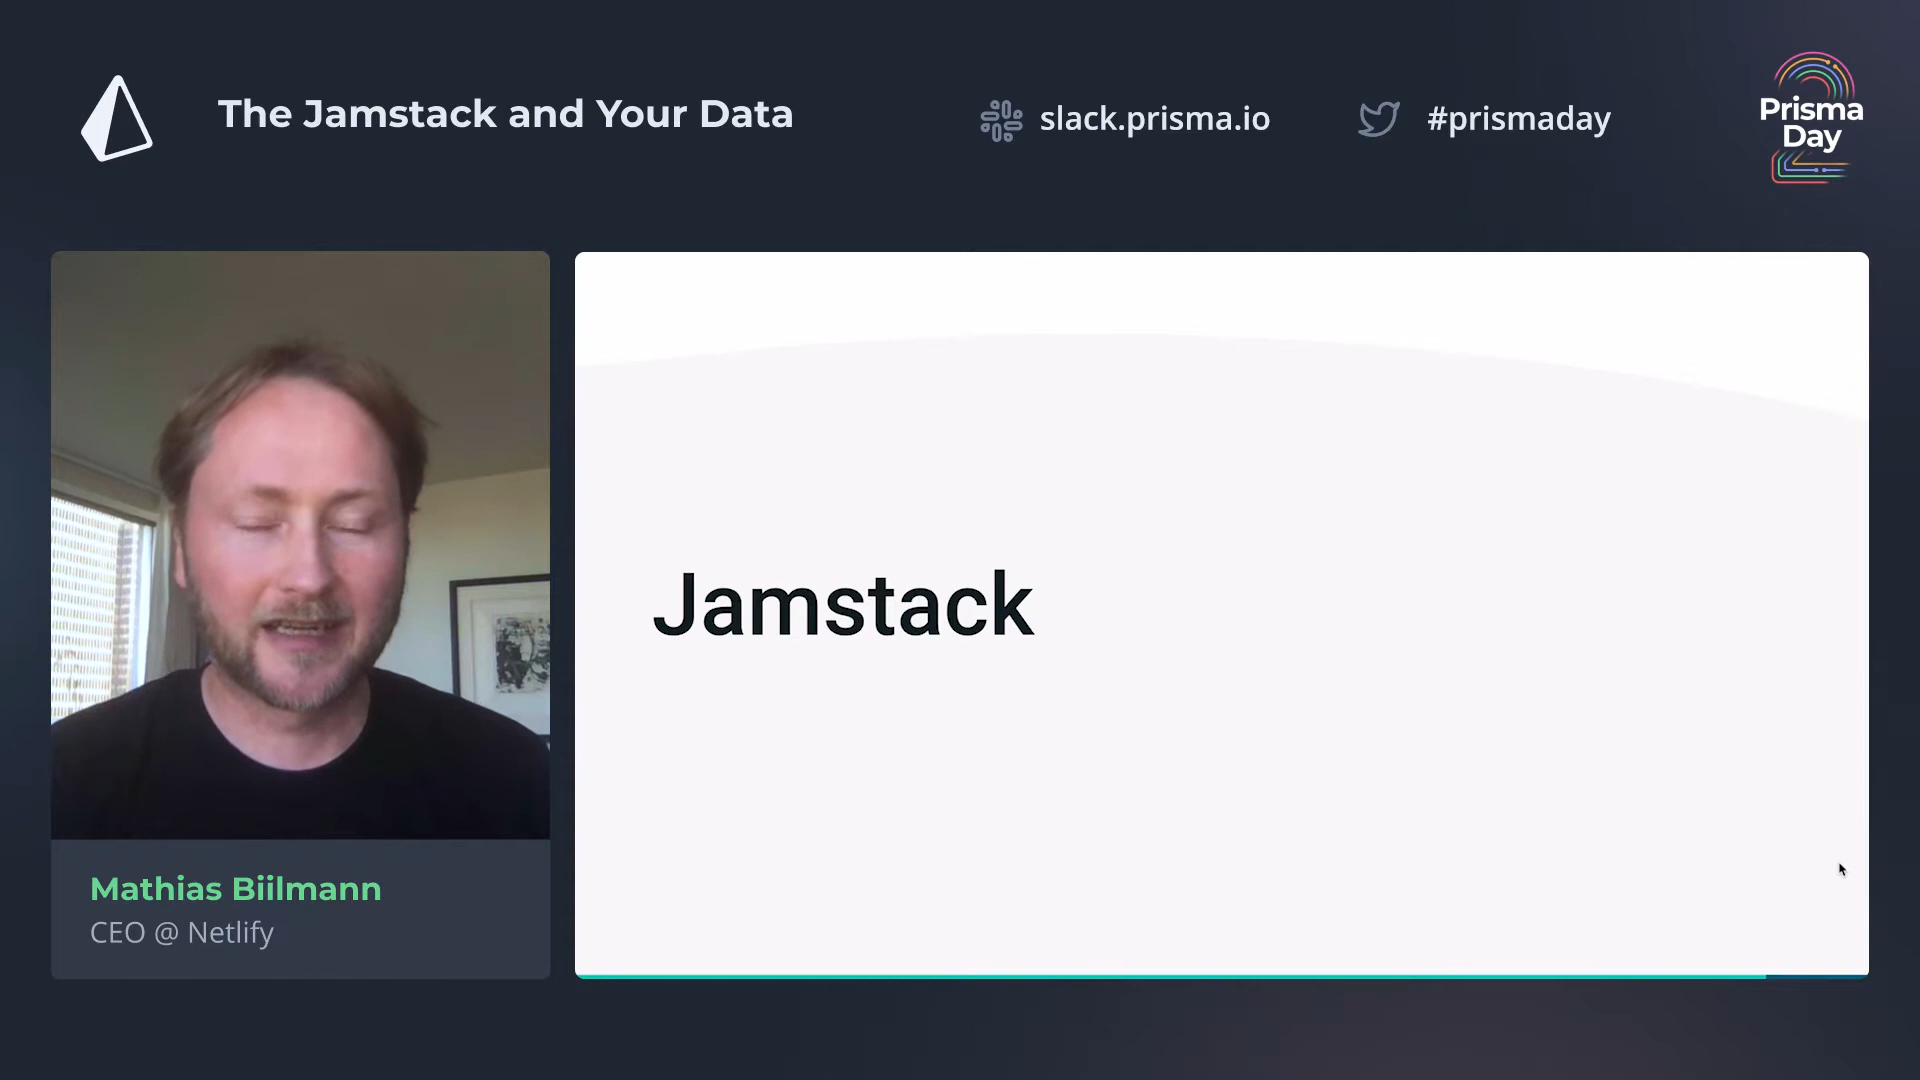 The Jamstack and Your Data
slack.prisma.io
#prismaday
Prisma
Day
Jamstack
Mathias Biilmann
CEO @ Netlify